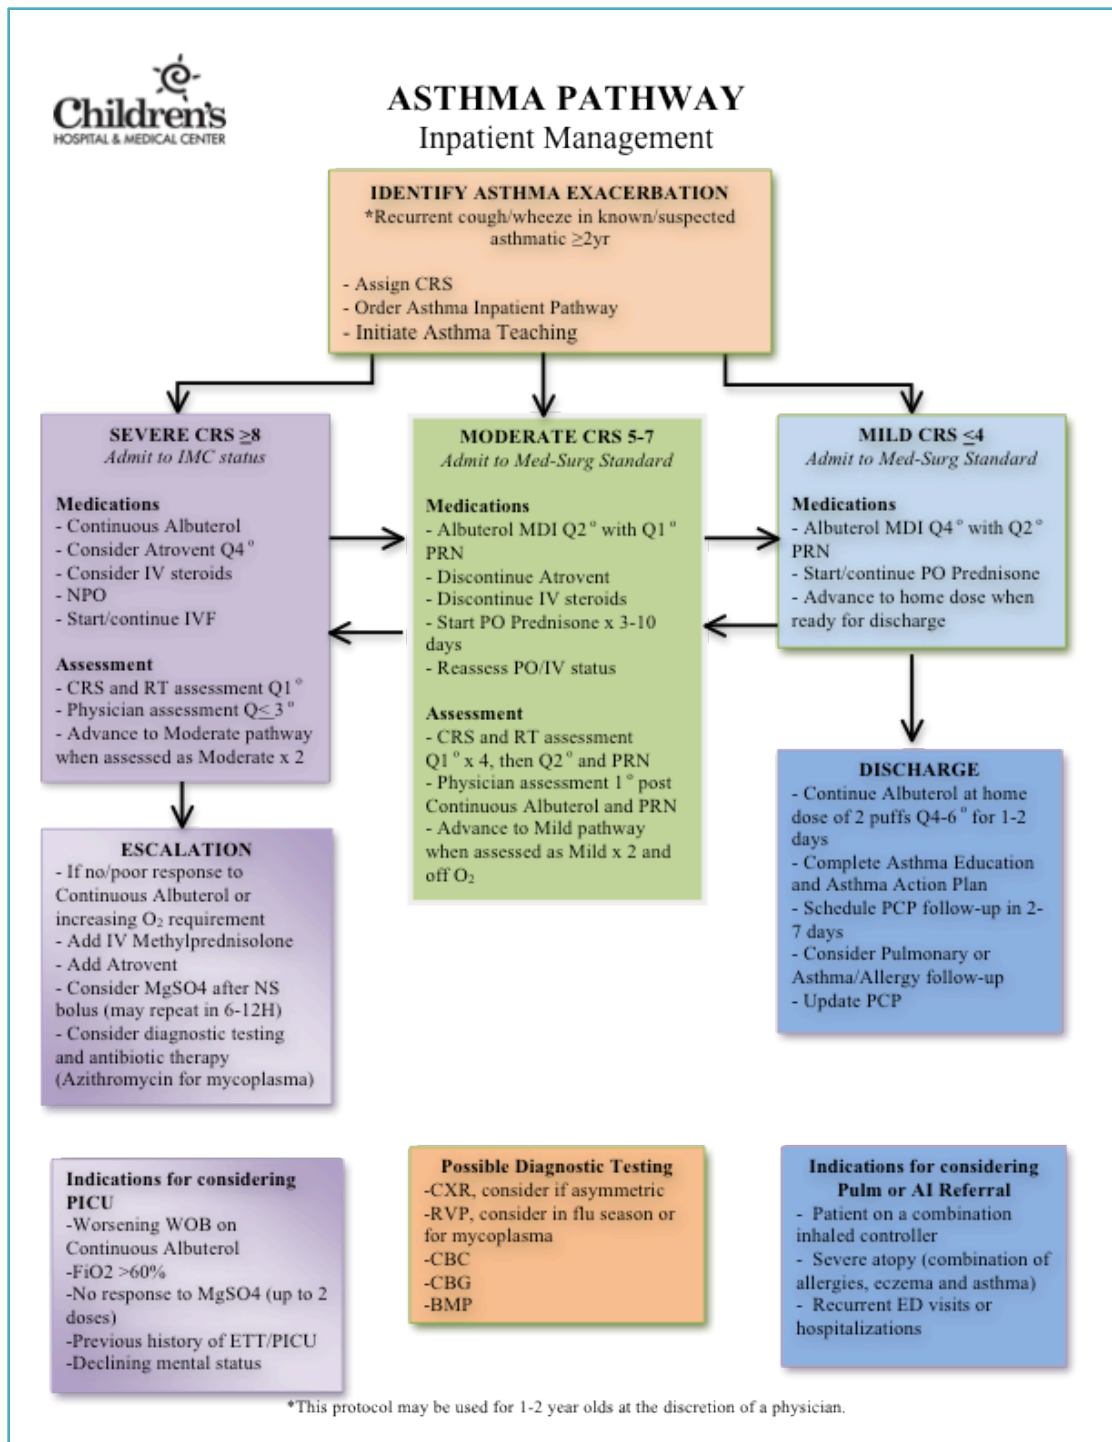 Children's
HOSPITAL & MEDICAL CENTER
ASTHMA PATHWAY
Inpatient Management
IDENTIFY ASTHMA EXACERBATION
*Recurrent cough/wheeze in known/suspected
asthmatic ≥2yr
- Assign CRS
- Order Asthma Inpatient Pathway
- Initiate Asthma Teaching
SEVERE CRS ≥8
Admit to IMC status
Medications
- Continuous Albuterol
- Consider Atrovent Q4°
- Consider IV steroids
- NPO
- Start/continue IVF
Assessment
- CRS and RT assessment Q1°
- Physician assessment Q≤3°
- Advance to Moderate pathway
when assessed as Moderate x 2
MODERATE CRS 5-7
Admit to Med-Surg Standard
Medications
- Albuterol MDI Q2° with Q1°
PRN
- Discontinue Atrovent
- Discontinue IV steroids
- Start PO Prednisone x 3-10
days
- Reassess PO/IV status
Assessment
- CRS and RT assessment
Q1° x 4, then Q2° and PRN
- Physician assessment 1° post
Continuous Albuterol and PRN
- Advance to Mild pathway
when assessed as Mild x 2 and
off O₂
MILD CRS ≤4
Admit to Med-Surg Standard
Medications
- Albuterol MDI Q4° with Q2°
PRN
- Start/continue PO Prednisone
- Advance to home dose when
ready for discharge
ESCALATION
- If no/poor response to
Continuous Albuterol or
increasing O₂ requirement
- Add IV Methylprednisolone
- Add Atrovent
- Consider MgSO4 after NS
bolus (may repeat in 6-12H)
- Consider diagnostic testing
and antibiotic therapy
(Azithromycin for mycoplasma)
DISCHARGE
- Continue Albuterol at home
dose of 2 puffs Q4-6° for 1-2
days
- Complete Asthma Education
and Asthma Action Plan
- Schedule PCP follow-up in 2-
7 days
- Consider Pulmonary or
Asthma/Allergy follow-up
- Update PCP
Indications for considering
PICU
-Worsening WOB on
Continuous Albuterol
-FiO2 >60%
-No response to MgSO4 (up to 2
doses)
-Previous history of ETT/PICU
-Declining mental status
Possible Diagnostic Testing
-CXR, consider if asymmetric
-RVP, consider in flu season or
for mycoplasma
-CBC
-CBG
-BMP
Indications for considering
Pulm or AI Referral
- Patient on a combination
inhaled controller
- Severe atopy (combination of
allergies, eczema and asthma)
- Recurrent ED visits or
hospitalizations
*This protocol may be used for 1-2 year olds at the discretion of a physician.